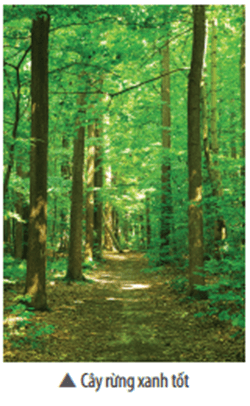 ▲ Cây rừng xanh tốt